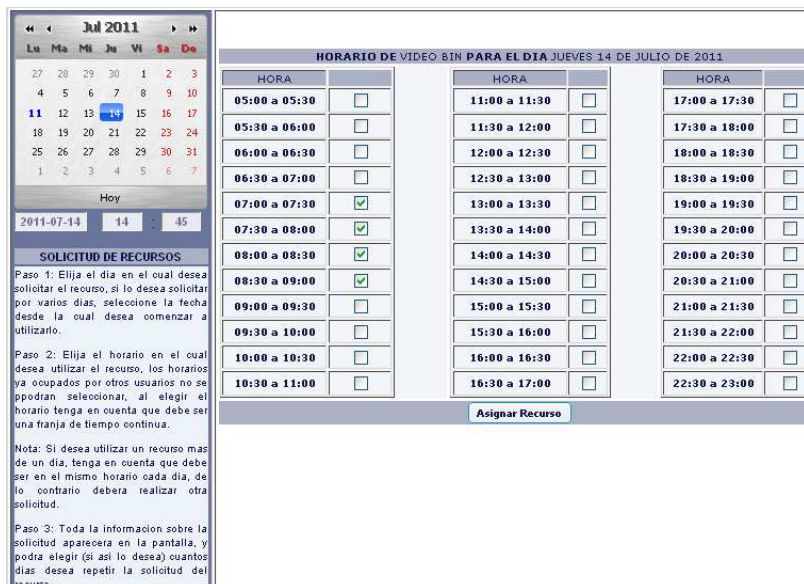 Jul 2011
Lu Ma Mi Ju Vi Sa Do
27 28 29 30 1 2 3
4 5 6 7 8 9 10
11 12 13 14 15 16 17
18 19 20 21 22 23 24
25 26 27 28 29 30 31
1 2 3 4 5 6 7
Hoy
2011-07-14 14 : 45
SOLICITUD DE RECURSOS
Paso 1: Elija el dia en el cual desea
solicitar el recurso, si lo desea solicitar
por varios dias, seleccione la fecha
desde la cual desea comenzar a
utilizarlo.
Paso 2: Elija el horario en el cual
desea utilizar el recurso, los horarios
ya ocupados por otros usuarios no se
ppodran seleccionar, al elegir el
horario tenga en cuenta que debe ser
una franja de tiempo continua.
Nota: Si desea utilizar un recurso mas
de un dia, tenga en cuenta que debe
ser en el mismo horario cada dia, de
lo contrario debera realizar otra
solicitud.
Paso 3: Toda la informacion sobre la
solicitud aparecera en la pantalla, y
podra elegir (si asi lo desea) cuantos
dias desea repetir la solicitud del
recurso
HORARIO DE VIDEO BIN PARA EL DIA JUEVES 14 DE JULIO DE 2011
HORA
05:00 a 05:30
05:30 a 06:00
06:00 a 06:30
06:30 a 07:00
07:00 a 07:30
07:30 a 08:00
08:00 a 08:30
08:30 a 09:00
09:00 a 09:30
09:30 a 10:00
10:00 a 10:30
10:30 a 11:00
HORA
11:00 a 11:30
11:30 a 12:00
12:00 a 12:30
12:30 a 13:00
13:00 a 13:30
13:30 a 14:00
14:00 a 14:30
14:30 a 15:00
15:00 a 15:30
15:30 a 16:00
16:00 a 16:30
16:30 a 17:00
HORA
17:00 a 17:30
17:30 a 18:00
18:00 a 18:30
18:30 a 19:00
19:00 a 19:30
19:30 a 20:00
20:00 a 20:30
20:30 a 21:00
21:00 a 21:30
21:30 a 22:00
22:00 a 22:30
22:30 a 23:00
Asignar Recurso